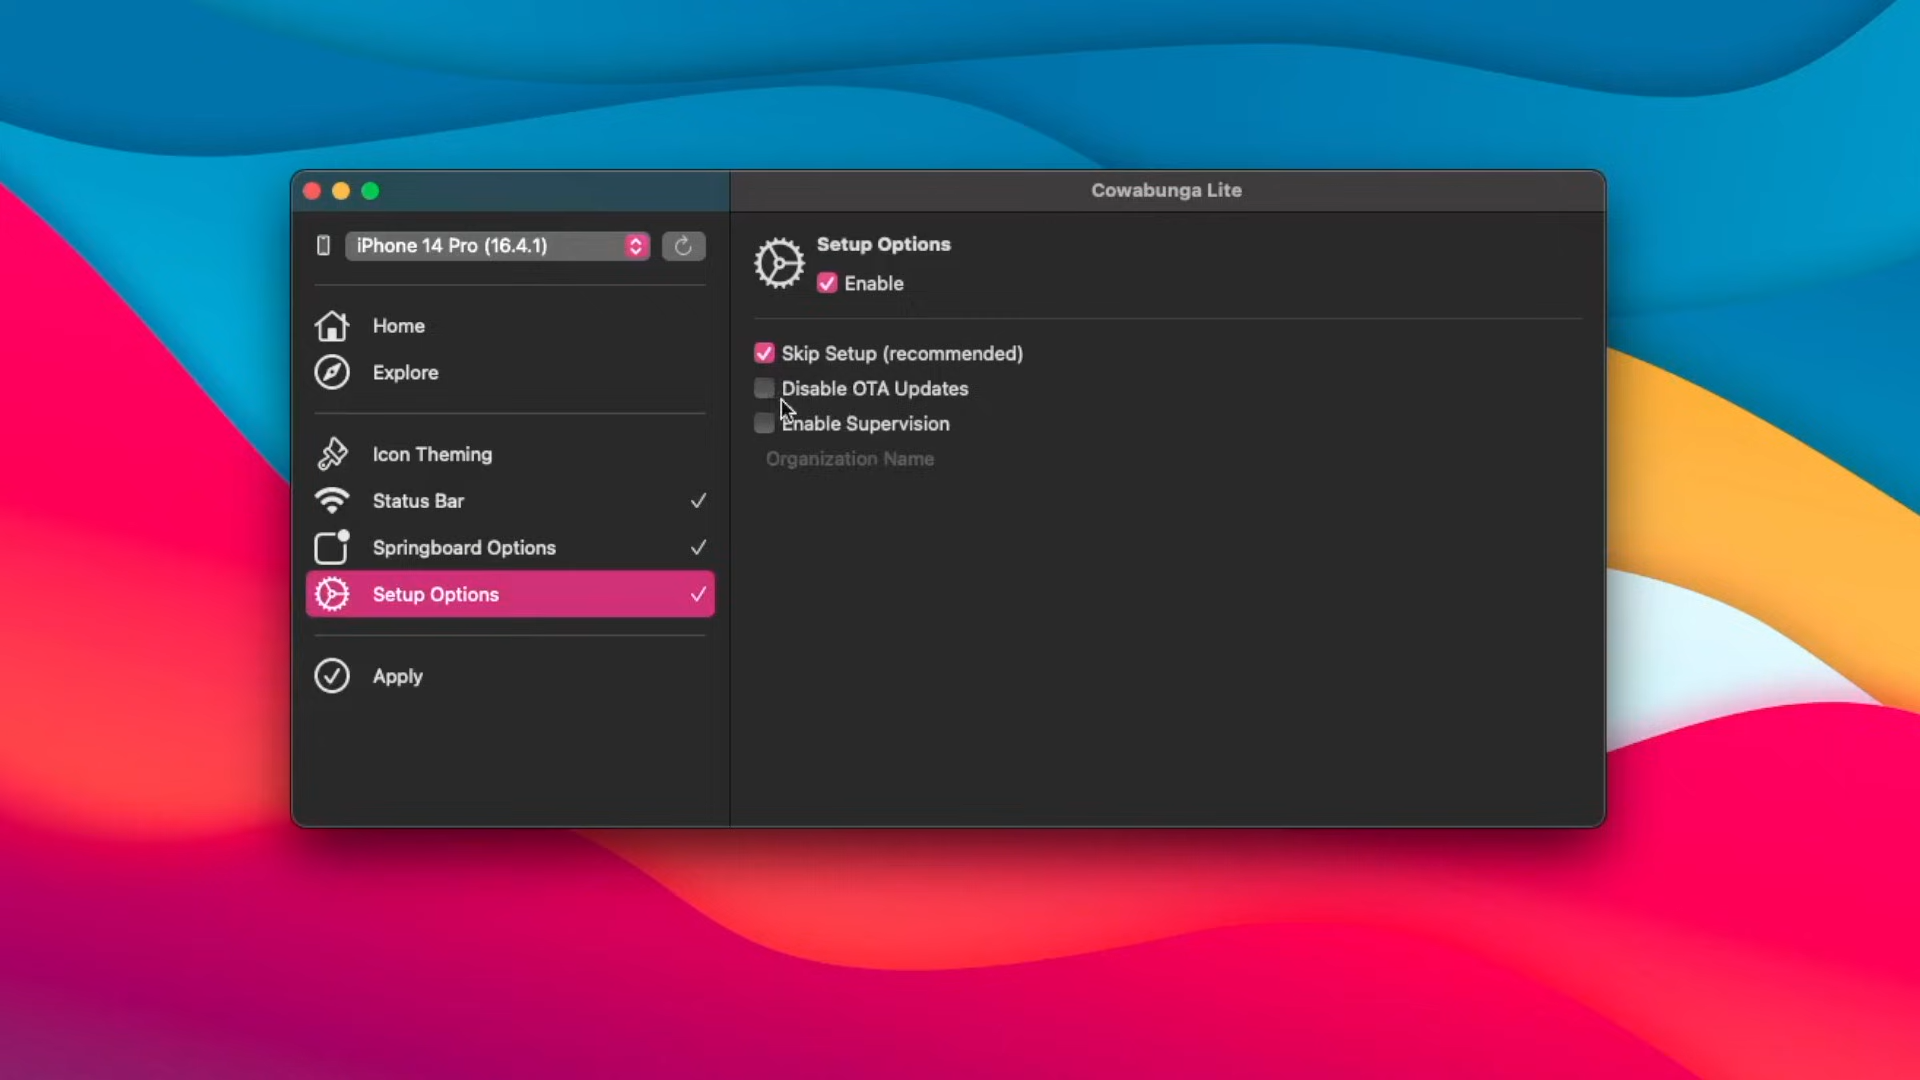 Cowabunga Lite
iPhone 14 Pro (16.4.1)
Home
Explore
Icon Theming
Status Bar
Springboard Options
Setup Options
Apply
Setup Options
Enable
Skip Setup (recommended)
Disable OTA Updates
Enable Supervision
Organization Name